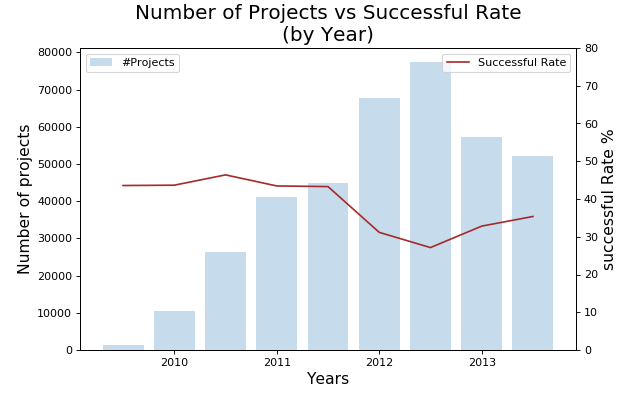 Number of Projects vs Successful Rate
(by Year)
#Projects
Successful Rate
Number of projects
80000
70000
60000
50000
40000
30000
20000
10000
0
80
70
60
50
40
30
20
10
0
successful Rate %
2010 2011 2012 2013
Years